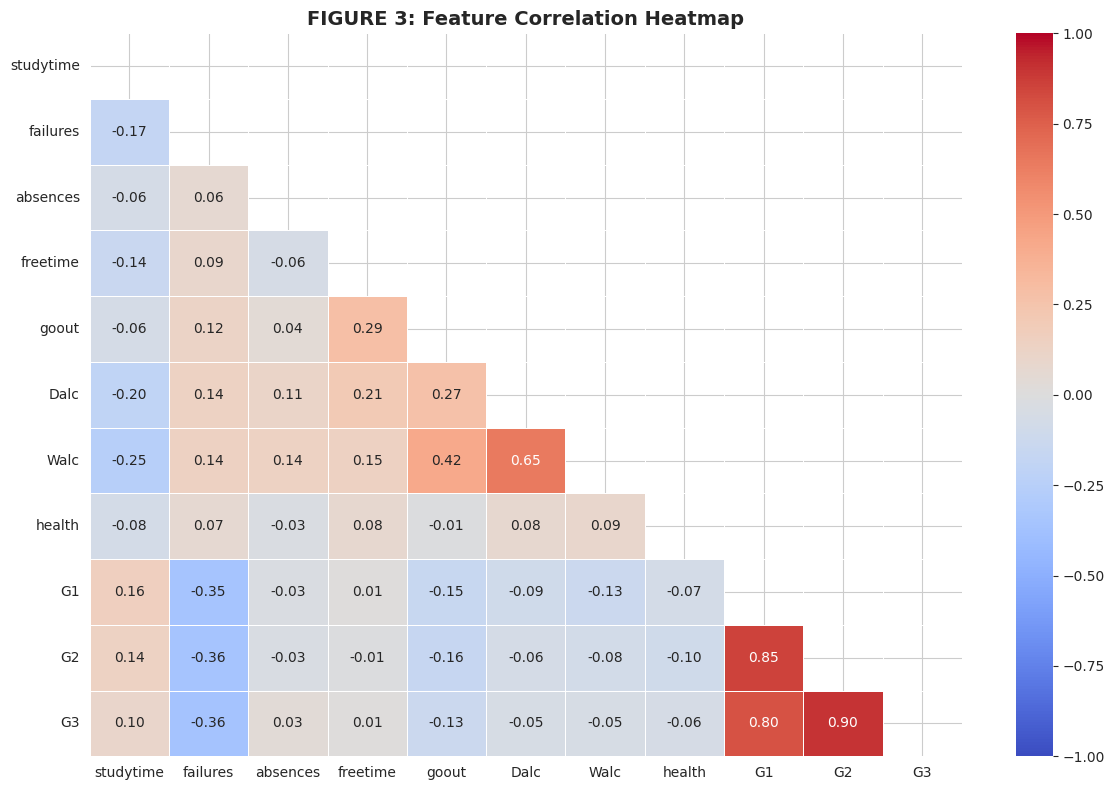 FIGURE 3: Feature Correlation Heatmap
studytime
failures -0.17
absences -0.06 0.06
freetime -0.14 0.09 -0.06
goout -0.06 0.12 0.04 0.29
Dalc -0.20 0.14 0.11 0.21 0.27
Walc -0.25 0.14 0.14 0.15 0.42 0.65
health -0.08 0.07 -0.03 0.08 -0.01 0.08 0.09
G1 0.16 -0.35 -0.03 0.01 -0.15 -0.09 -0.13 -0.07
G2 0.14 -0.36 -0.03 -0.01 -0.16 -0.06 -0.08 -0.10 0.85
G3 0.10 -0.36 0.03 0.01 -0.13 -0.05 -0.05 -0.06 0.80 0.90
studytime failures absences freetime goout Dalc Walc health G1 G2 G3
1.00
0.75
0.50
0.25
0.00
−0.25
−0.50
−0.75
−1.00